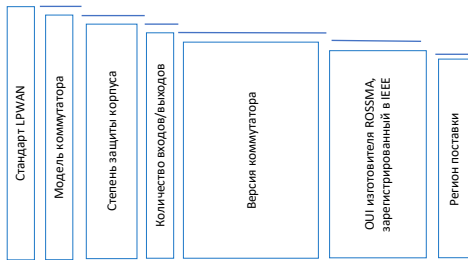 Стандарт LPWAN
Модель коммутатора
Степень защиты корпуса
Количество входов/выходов
Версия коммутатора
OUI изготовителя ROSSMA,
зарегистрированный в IEEE
Регион поставки